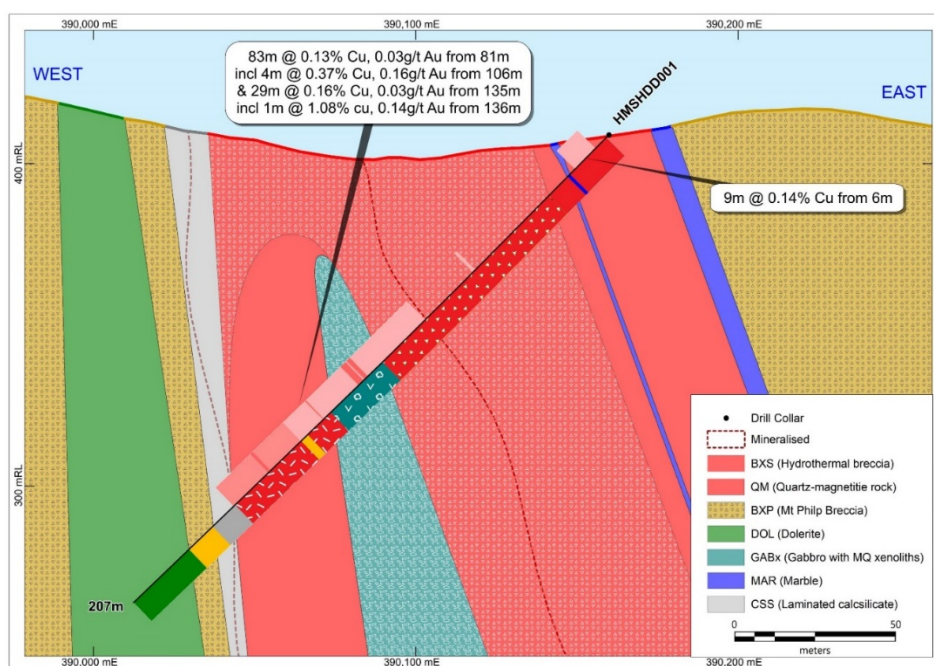 390,000 mE
390,100 mE
390,200 mE
83m @ 0.13% Cu, 0.03g/t Au from 81m
incl 4m @ 0.37% Cu, 0.16g/t Au from 106m
& 29m @ 0.16% Cu, 0.03g/t Au from 135m
incl 1m @ 1.08% cu, 0.14g/t Au from 136m
WEST
HMSHDD001
EAST
400 mRL
400 mRL
9m @ 0.14% Cu from 6m
300 mRL
300 mRL
207m
Drill Collar
Mineralised
BXS (Hydrothermal breccia)
QM (Quartz-magnetitie rock)
BXP (Mt Philp Breccia)
DOL (Dolerite)
GABx (Gabbro with MQ xenoliths)
MAR (Marble)
CSS (Laminated calcsilicate)
0
50
meters
390,000 mE
390,100 mE
390,200 mE